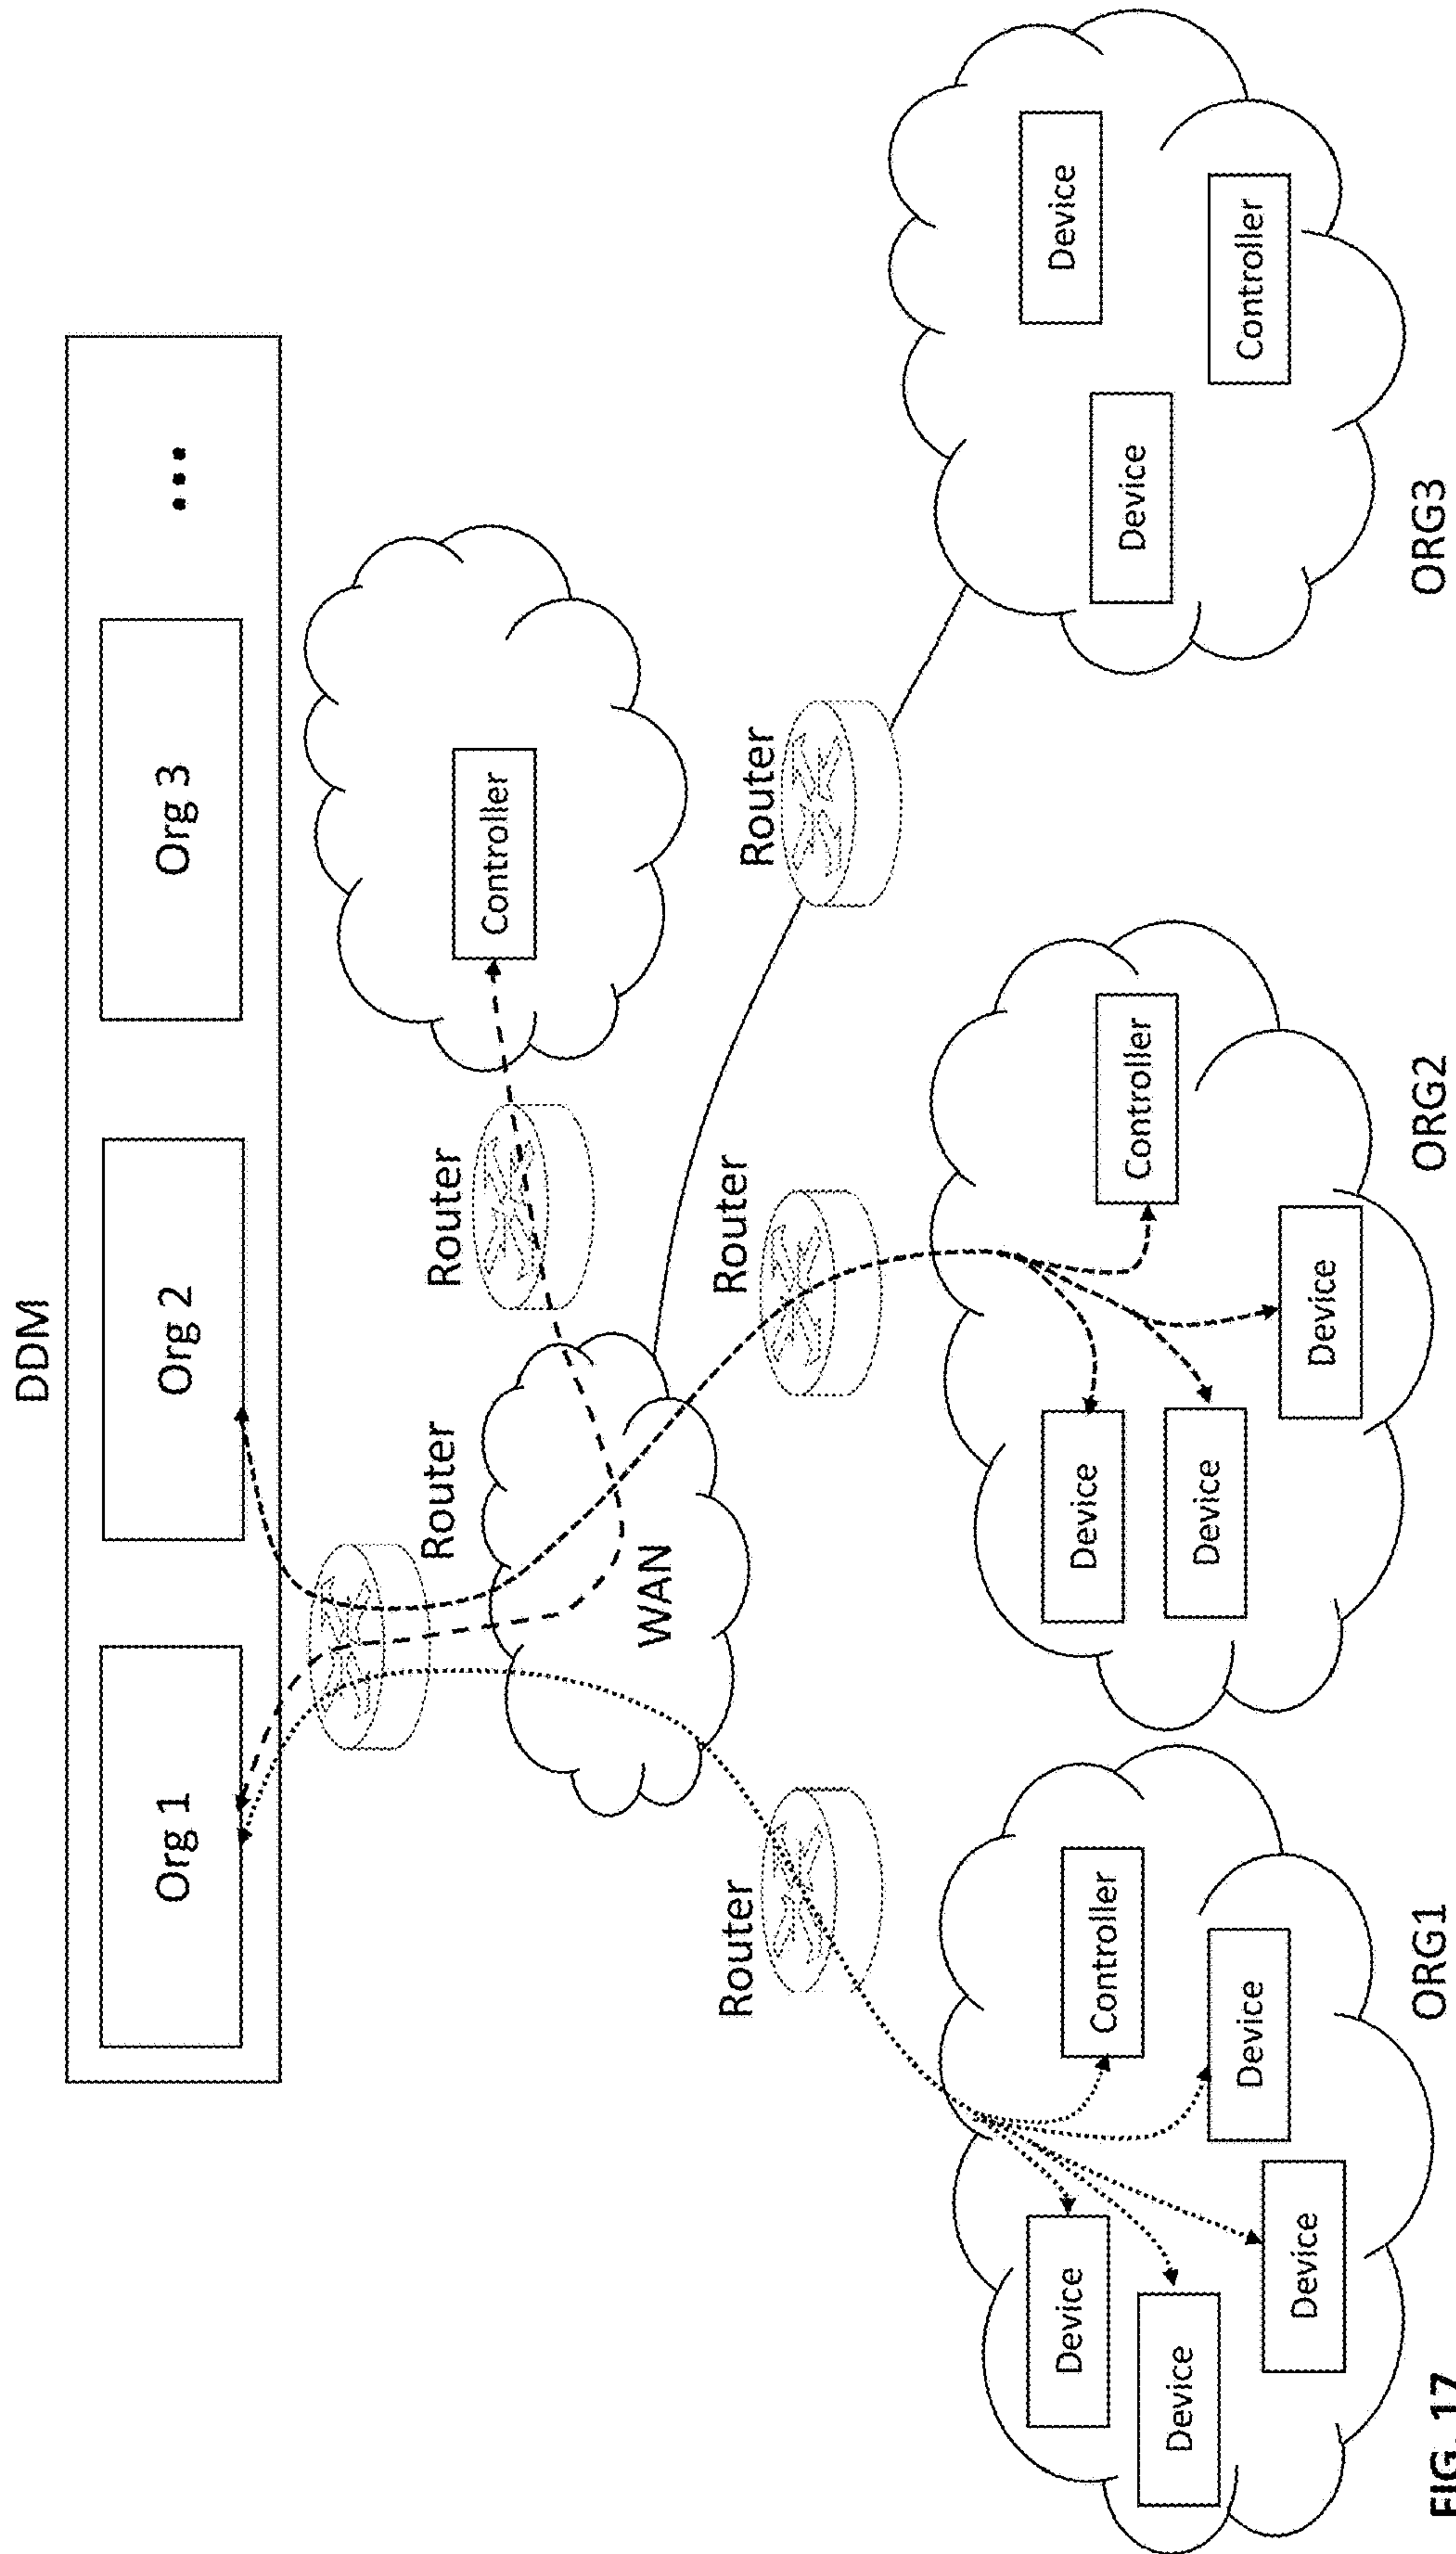 DDM
Org 1
Org 2
Org 3
...
Router
Router
Controller
WAN
Router
Router
Router
Device
Device
Device
Device
Controller
ORG1
Device
Device
Device
Controller
ORG2
Device
Device
Controller
ORG3
FIG. 17